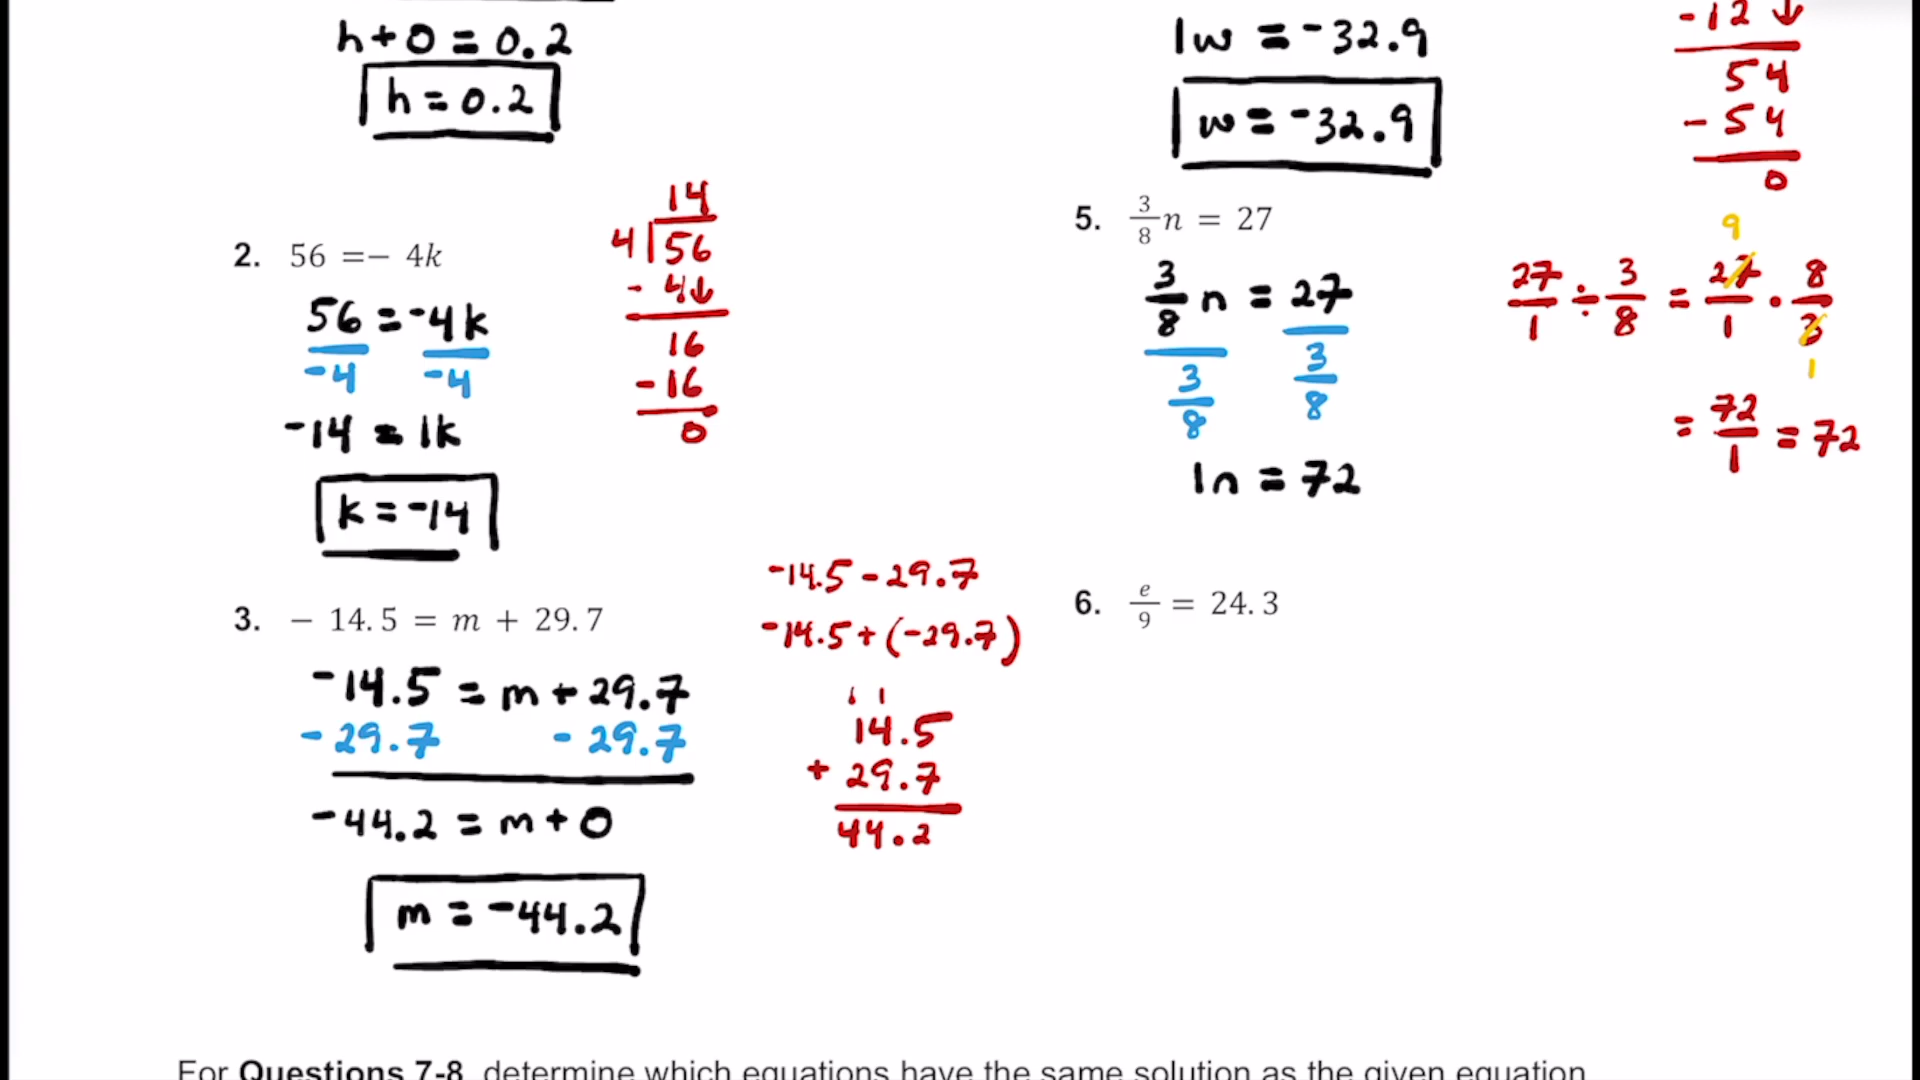 h + 0 = 0.2
h = 0.2
2. 56 =− 4k
56 = -4k
-4 -4
-14 = 1k
k = -14
14
4 56
- 4↓
16
- 16
0
3. − 14.5 = m + 29.7
-14.5 = m + 29.7
- 29.7 - 29.7
-44.2 = m + 0
m = -44.2
-14.5 - 29.7
-14.5 + (-29.7)
1 1
14.5
+ 29.7
44.2
1w = -32.9
w = -32.9
-12 ↓
54
- 54
0
5. 3/8 n = 27
3/8 n = 27
3/8 3/8
1n = 72
9
27/1 ÷ 3/8 = 27/1 · 8/3
1
= 72/1 = 72
6. e/9 = 24.3
For Questions 7-8, determine which equations have the same solution as the given equation